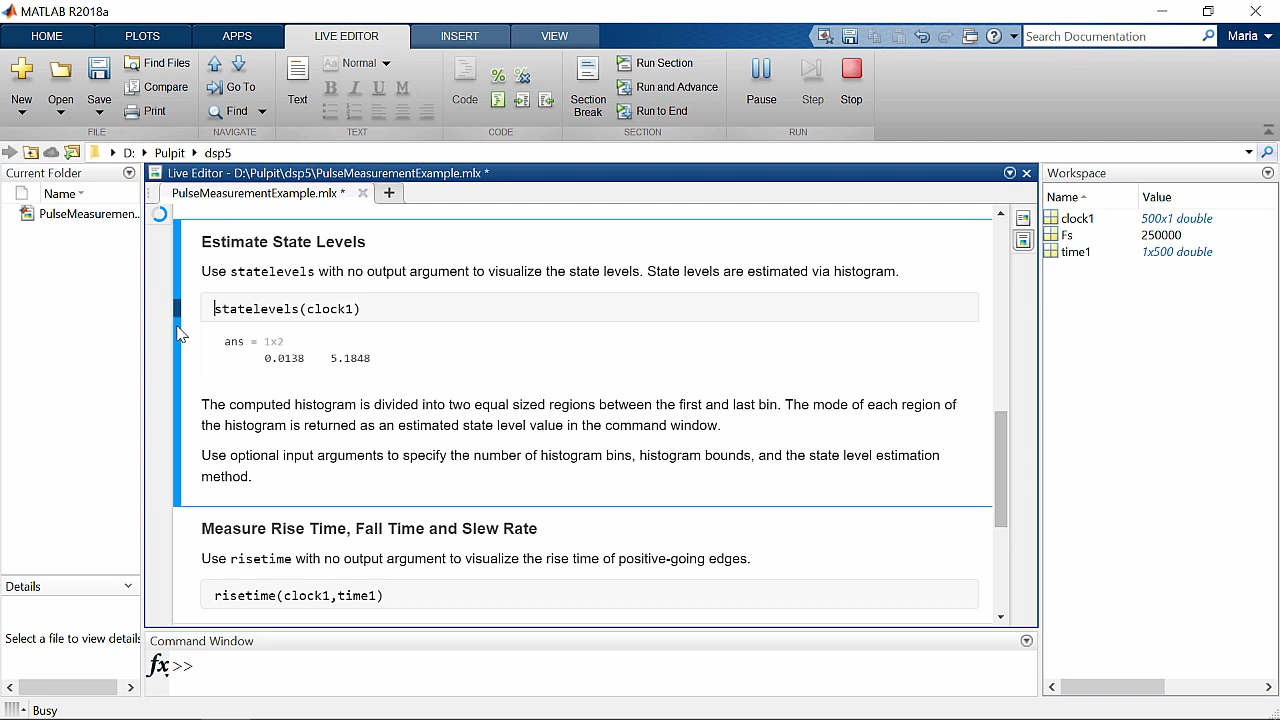 MATLAB R2018a
HOME PLOTS APPS LIVE EDITOR INSERT VIEW Search Documentation Maria
New Open Save Find Files Compare Print
FILE
Go To Find
NAVIGATE
Text Normal B I U M
TEXT
Code
CODE
Section Break Run Section Run and Advance Run to End
SECTION
Pause Step Stop
RUN
D: Pulpit dsp5
Current Folder
Name
PulseMeasuremen...
Details
Select a file to view details
Live Editor - D:\Pulpit\dsp5\PulseMeasurementExample.mlx *
PulseMeasurementExample.mlx *
Estimate State Levels
Use statelevels with no output argument to visualize the state levels. State levels are estimated via histogram.
statelevels(clock1)
ans = 1x2
0.0138 5.1848
The computed histogram is divided into two equal sized regions between the first and last bin. The mode of each region of
the histogram is returned as an estimated state level value in the command window.
Use optional input arguments to specify the number of histogram bins, histogram bounds, and the state level estimation
method.
Measure Rise Time, Fall Time and Slew Rate
Use risetime with no output argument to visualize the rise time of positive-going edges.
risetime(clock1,time1)
Command Window
fx >>
Workspace
Name Value
clock1 500x1 double
Fs 250000
time1 1x500 double
Busy